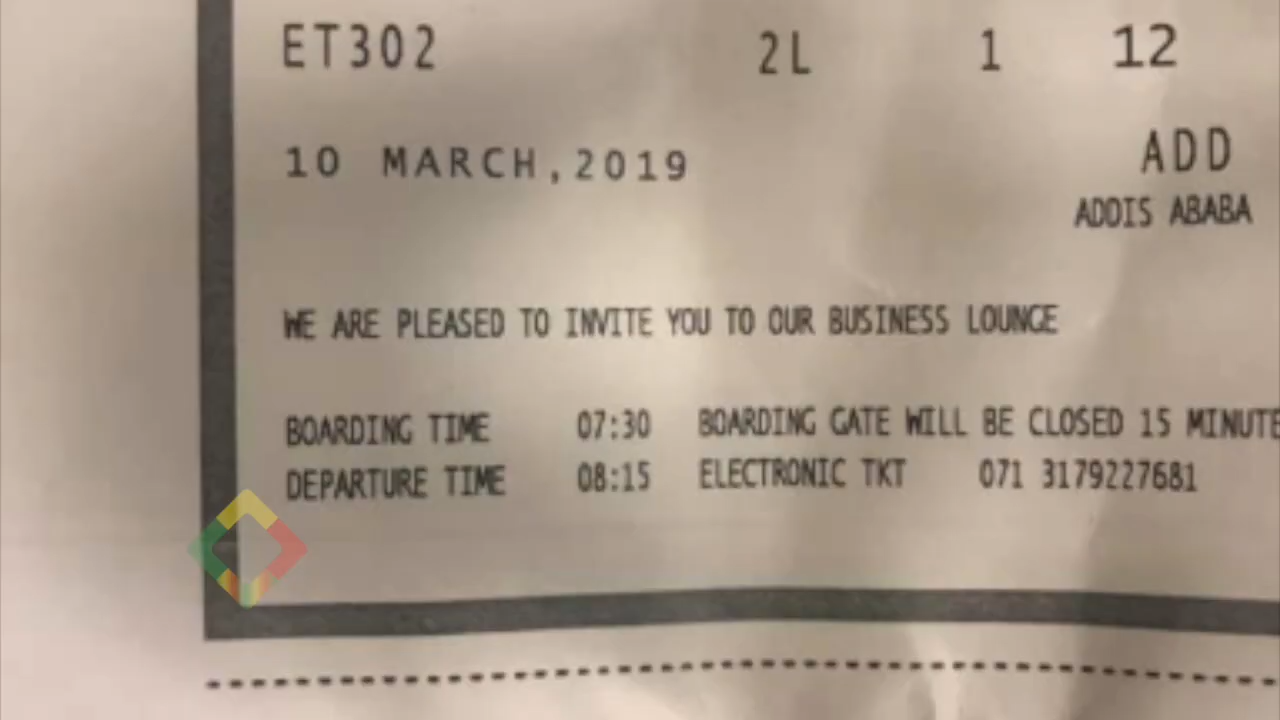 ET302 2L 1 12
10 MARCH,2019 ADD
ADDIS ABABA
WE ARE PLEASED TO INVITE YOU TO OUR BUSINESS LOUNGE
BOARDING TIME 07:30 BOARDING GATE WILL BE CLOSED 15 MINUTE
DEPARTURE TIME 08:15 ELECTRONIC TKT 071 3179227681